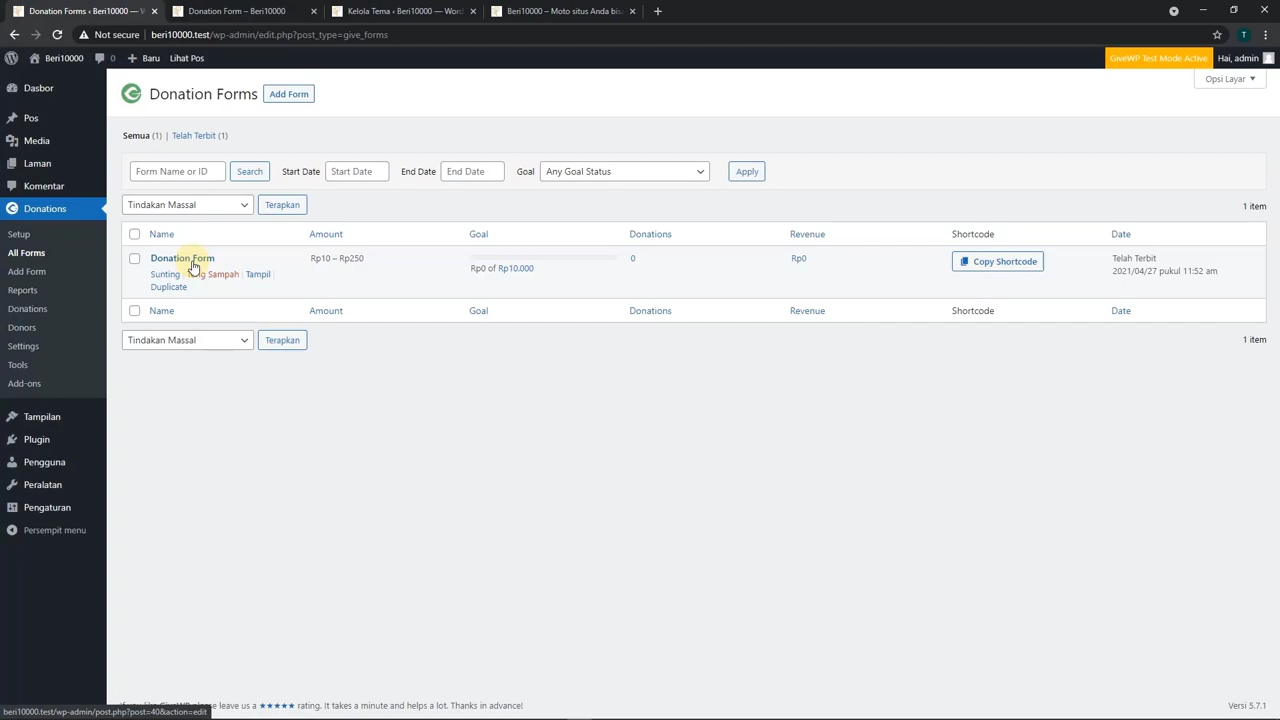 Donation Forms ‹ Beri10000 — W
Donation Form – Beri10000
Kelola Tema ‹ Beri10000 — Word
Beri10000 – Moto situs Anda bisa
Not secure | beri10000.test/wp-admin/edit.php?post_type=give_forms
T
Beri10000
0
Baru
Lihat Pos
GiveWP Test Mode Active
Hai, admin
Opsi Layar
Dasbor
Pos
Media
Laman
Komentar
Donations
Setup
All Forms
Add Form
Reports
Donations
Donors
Settings
Tools
Add-ons
Tampilan
Plugin
Pengguna
Peralatan
Pengaturan
Persempit menu
Donation Forms
Add Form
Semua (1) | Telah Terbit (1)
Form Name or ID
Search
Start Date
Start Date
End Date
End Date
Goal
Any Goal Status
Apply
Tindakan Massal
Terapkan
1 item
Name
Amount
Goal
Donations
Revenue
Shortcode
Date
Donation Form
Rp10 – Rp250
Rp0 of Rp10.000
0
Rp0
Copy Shortcode
Telah Terbit
2021/04/27 pukul 11:52 am
Sunting | Sampah | Tampil |
Duplicate
Name
Amount
Goal
Donations
Revenue
Shortcode
Date
Tindakan Massal
Terapkan
1 item
leave us a ★★★★★ rating. It takes a minute and helps a lot. Thanks in advance!
Versi 5.7.1
beri10000.test/wp-admin/post.php?post=40&action=edit